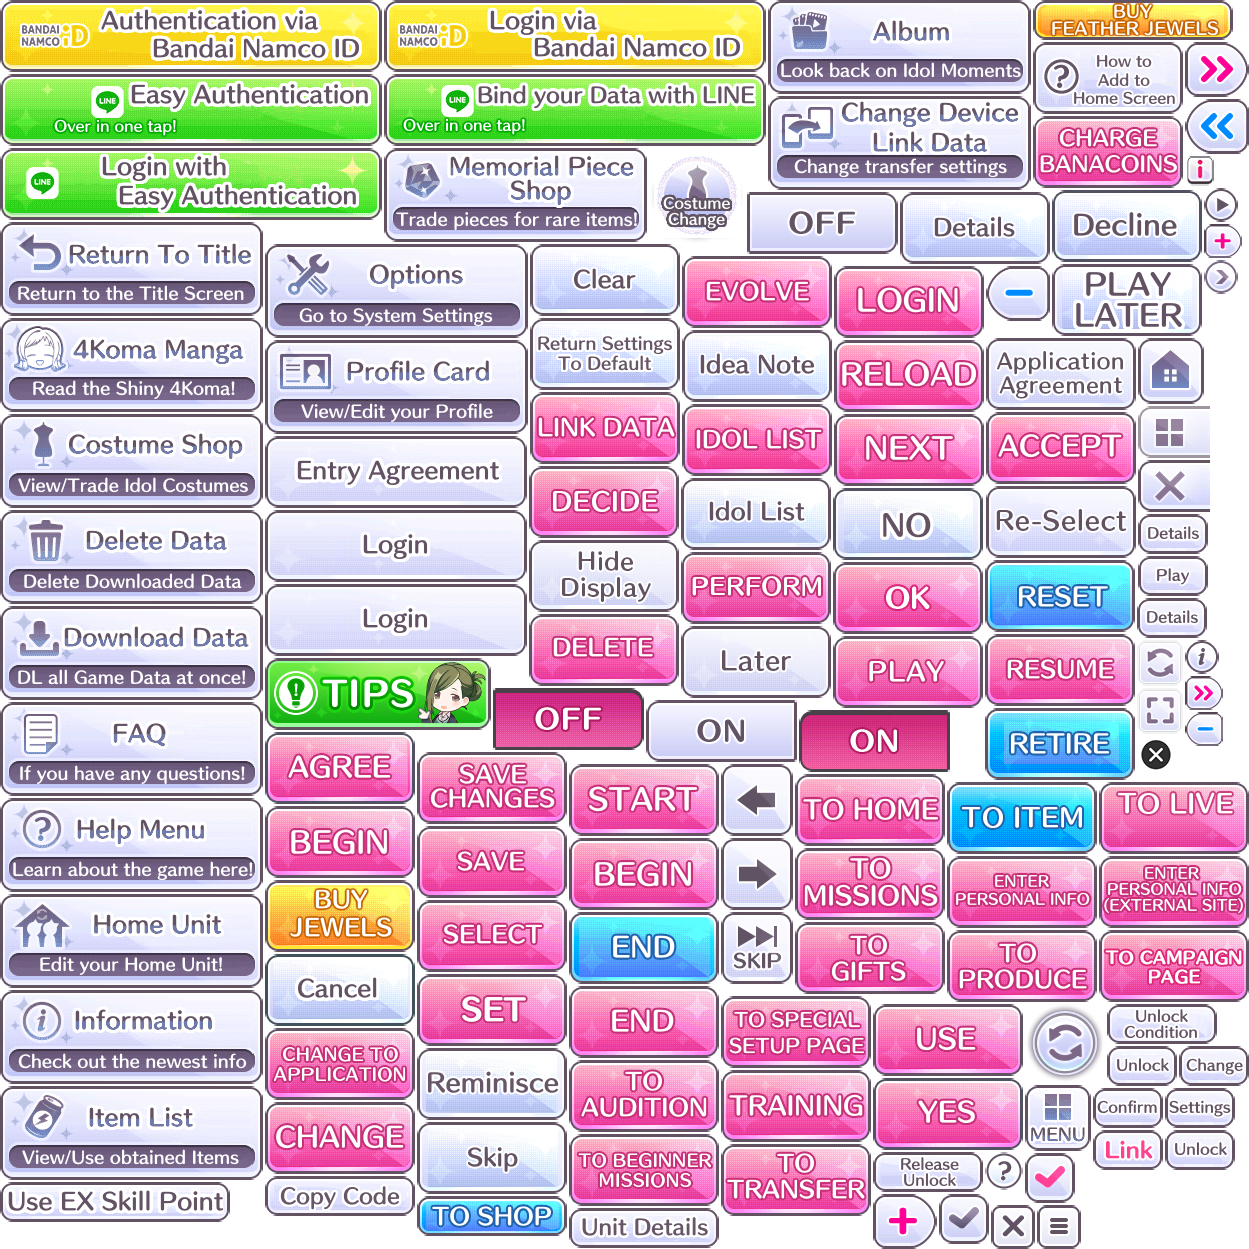 BANDAI
NAMCO iD
Authentication via
Bandai Namco ID
BANDAI
NAMCO iD
Login via
Bandai Namco ID
Album
Look back on Idol Moments
BUY
FEATHER JEWELS
How to
Add to
Home Screen
LINE
Easy Authentication
Over in one tap!
LINE
Bind your Data with LINE
Over in one tap!
Change Device
Link Data
Change transfer settings
CHARGE
BANACOINS
LINE
Login with
Easy Authentication
Memorial Piece
Shop
Trade pieces for rare items!
Costume
Change
OFF
Details
Decline
Return To Title
Return to the Title Screen
Options
Go to System Settings
Clear
EVOLVE
LOGIN
PLAY
LATER
4Koma Manga
Read the Shiny 4Koma!
Profile Card
View/Edit your Profile
Return Settings
To Default
Idea Note
RELOAD
Application
Agreement
Costume Shop
View/Trade Idol Costumes
Entry Agreement
LINK DATA
IDOL LIST
NEXT
ACCEPT
DECIDE
Idol List
NO
Re-Select
Details
Delete Data
Delete Downloaded Data
Login
Hide
Display
PERFORM
OK
RESET
Play
Details
Download Data
DL all Game Data at once!
Login
DELETE
Later
PLAY
RESUME
TIPS
OFF
ON
ON
RETIRE
FAQ
If you have any questions!
AGREE
SAVE
CHANGES
START
TO HOME
TO ITEM
TO LIVE
Help Menu
Learn about the game here!
BEGIN
SAVE
BEGIN
TO
MISSIONS
ENTER
PERSONAL INFO
ENTER
PERSONAL INFO
(EXTERNAL SITE)
Home Unit
Edit your Home Unit!
BUY
JEWELS
SELECT
END
SKIP
TO
GIFTS
TO
PRODUCE
TO CAMPAIGN
PAGE
Information
Check out the newest info
Cancel
SET
END
TO SPECIAL
SETUP PAGE
USE
Unlock
Condition
Unlock
Change
CHANGE TO
APPLICATION
Reminisce
TO
AUDITION
TRAINING
YES
MENU
Confirm
Settings
Item List
View/Use obtained Items
CHANGE
Skip
TO BEGINNER
MISSIONS
TO
TRANSFER
Release
Unlock
Link
Unlock
Use EX Skill Point
Copy Code
TO SHOP
Unit Details